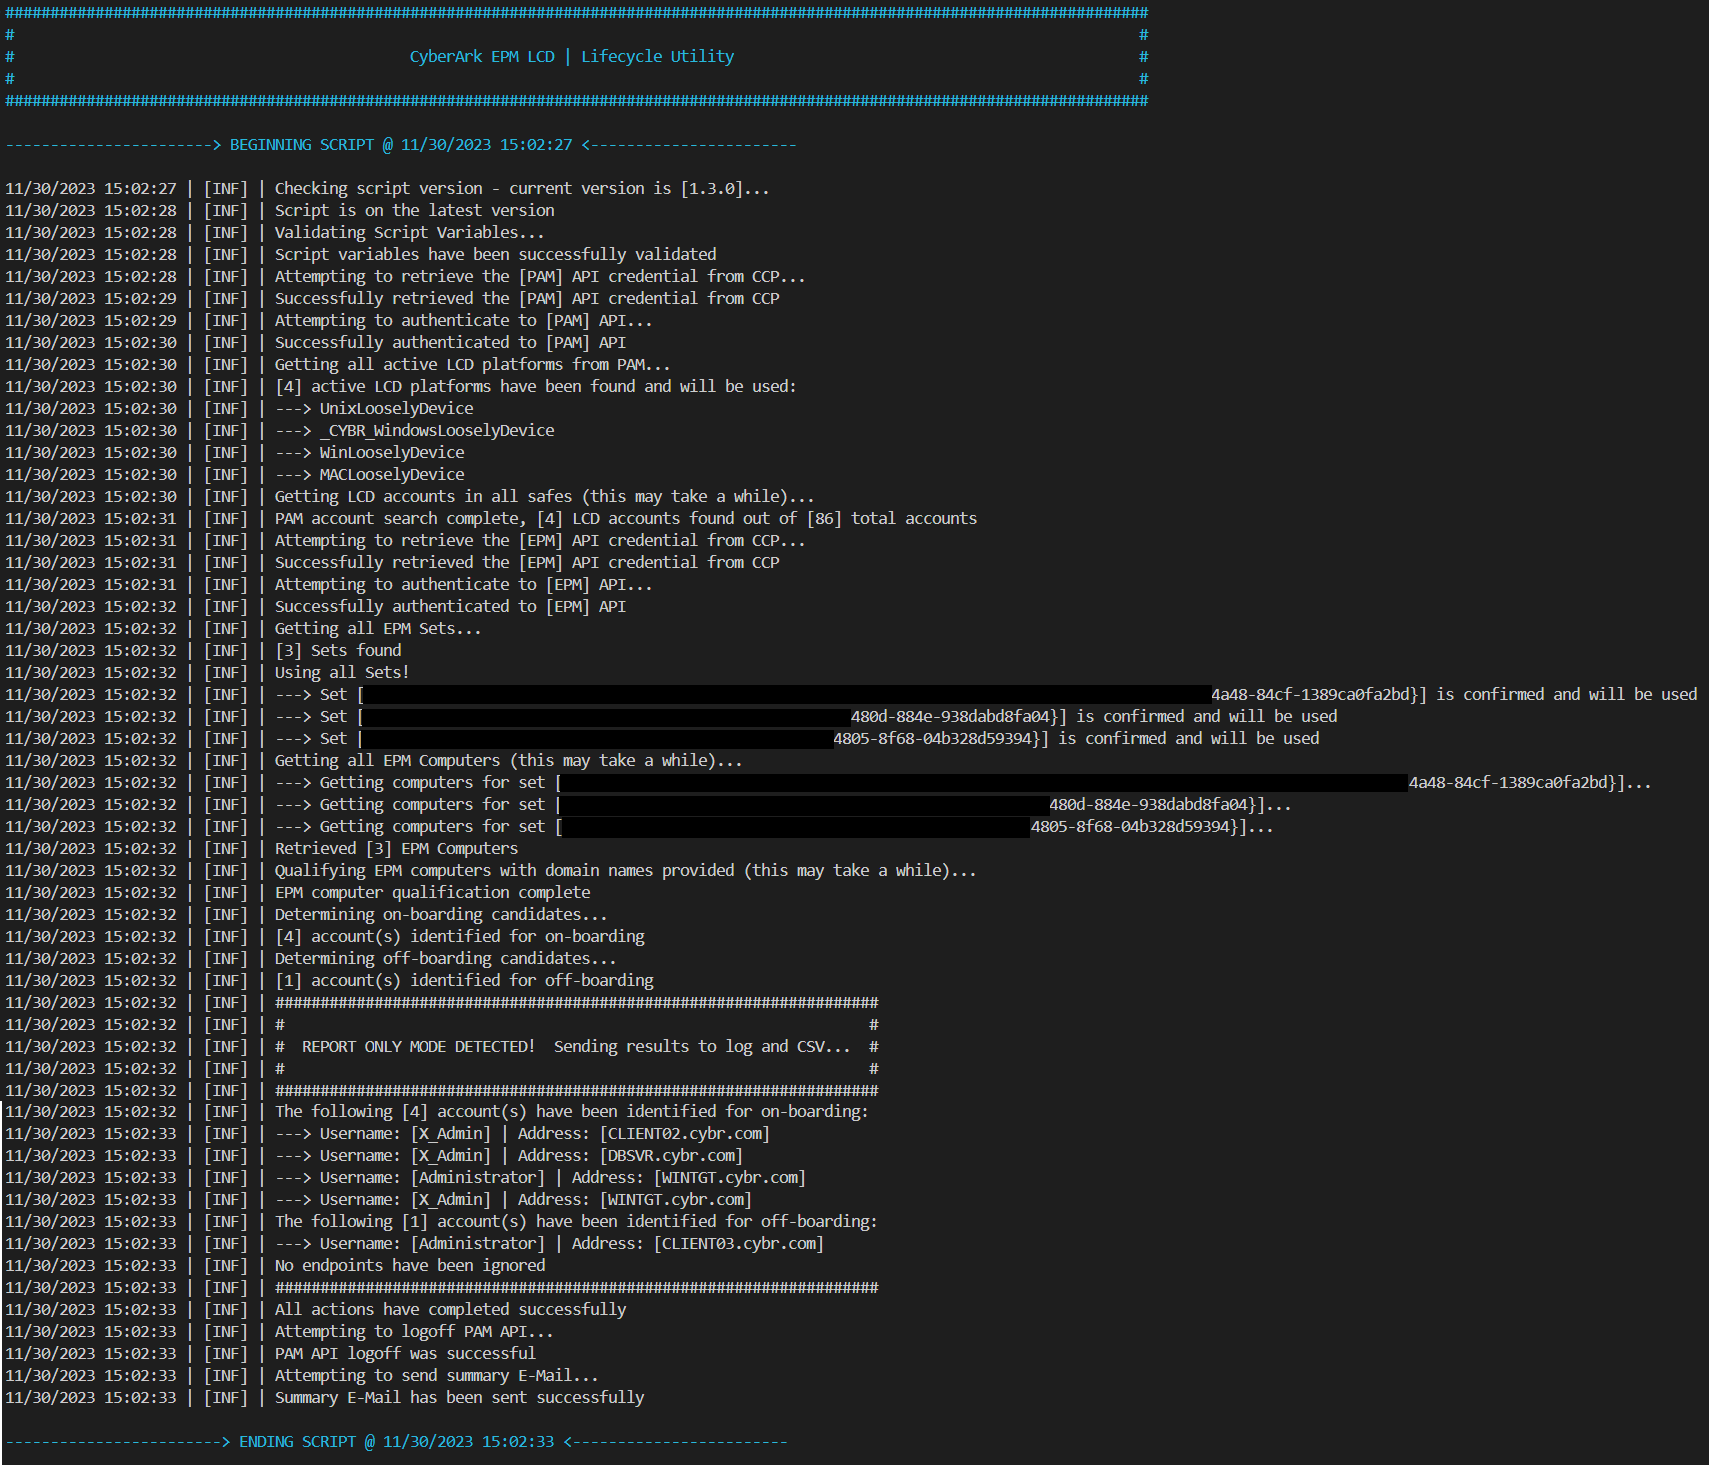 ###############################################################################################################################
#                                                                                                                             #
#                                            CyberArk EPM LCD | Lifecycle Utility                                             #
#                                                                                                                             #
###############################################################################################################################
-----------------------> BEGINNING SCRIPT @ 11/30/2023 15:02:27 <-----------------------
11/30/2023 15:02:27 | [INF] | Checking script version - current version is [1.3.0]...
11/30/2023 15:02:28 | [INF] | Script is on the latest version
11/30/2023 15:02:28 | [INF] | Validating Script Variables...
11/30/2023 15:02:28 | [INF] | Script variables have been successfully validated
11/30/2023 15:02:28 | [INF] | Attempting to retrieve the [PAM] API credential from CCP...
11/30/2023 15:02:29 | [INF] | Successfully retrieved the [PAM] API credential from CCP
11/30/2023 15:02:29 | [INF] | Attempting to authenticate to [PAM] API...
11/30/2023 15:02:30 | [INF] | Successfully authenticated to [PAM] API
11/30/2023 15:02:30 | [INF] | Getting all active LCD platforms from PAM...
11/30/2023 15:02:30 | [INF] | [4] active LCD platforms have been found and will be used:
11/30/2023 15:02:30 | [INF] | ---> UnixLooselyDevice
11/30/2023 15:02:30 | [INF] | ---> _CYBR_WindowsLooselyDevice
11/30/2023 15:02:30 | [INF] | ---> WinLooselyDevice
11/30/2023 15:02:30 | [INF] | ---> MACLooselyDevice
11/30/2023 15:02:30 | [INF] | Getting LCD accounts in all safes (this may take a while)...
11/30/2023 15:02:31 | [INF] | PAM account search complete, [4] LCD accounts found out of [86] total accounts
11/30/2023 15:02:31 | [INF] | Attempting to retrieve the [EPM] API credential from CCP...
11/30/2023 15:02:31 | [INF] | Successfully retrieved the [EPM] API credential from CCP
11/30/2023 15:02:31 | [INF] | Attempting to authenticate to [EPM] API...
11/30/2023 15:02:32 | [INF] | Successfully authenticated to [EPM] API
11/30/2023 15:02:32 | [INF] | Getting all EPM Sets...
11/30/2023 15:02:32 | [INF] | [3] Sets found
11/30/2023 15:02:32 | [INF] | Using all Sets!
11/30/2023 15:02:32 | [INF] | ---> Set [ 4a48-84cf-1389ca0fa2bd}] is confirmed and will be used
11/30/2023 15:02:32 | [INF] | ---> Set [ 480d-884e-938dabd8fa04}] is confirmed and will be used
11/30/2023 15:02:32 | [INF] | ---> Set [ 4805-8f68-04b328d59394}] is confirmed and will be used
11/30/2023 15:02:32 | [INF] | Getting all EPM Computers (this may take a while)...
11/30/2023 15:02:32 | [INF] | ---> Getting computers for set [ 4a48-84cf-1389ca0fa2bd}]...
11/30/2023 15:02:32 | [INF] | ---> Getting computers for set [ 480d-884e-938dabd8fa04}]...
11/30/2023 15:02:32 | [INF] | ---> Getting computers for set [ 4805-8f68-04b328d59394}]...
11/30/2023 15:02:32 | [INF] | Retrieved [3] EPM Computers
11/30/2023 15:02:32 | [INF] | Qualifying EPM computers with domain names provided (this may take a while)...
11/30/2023 15:02:32 | [INF] | EPM computer qualification complete
11/30/2023 15:02:32 | [INF] | Determining on-boarding candidates...
11/30/2023 15:02:32 | [INF] | [4] account(s) identified for on-boarding
11/30/2023 15:02:32 | [INF] | Determining off-boarding candidates...
11/30/2023 15:02:32 | [INF] | [1] account(s) identified for off-boarding
11/30/2023 15:02:32 | [INF] | ###################################################################
11/30/2023 15:02:32 | [INF] | #                                                                 #
11/30/2023 15:02:32 | [INF] | #  REPORT ONLY MODE DETECTED!  Sending results to log and CSV...  #
11/30/2023 15:02:32 | [INF] | #                                                                 #
11/30/2023 15:02:32 | [INF] | ###################################################################
11/30/2023 15:02:32 | [INF] | The following [4] account(s) have been identified for on-boarding:
11/30/2023 15:02:33 | [INF] | ---> Username: [X_Admin] | Address: [CLIENT02.cybr.com]
11/30/2023 15:02:33 | [INF] | ---> Username: [X_Admin] | Address: [DBSVR.cybr.com]
11/30/2023 15:02:33 | [INF] | ---> Username: [Administrator] | Address: [WINTGT.cybr.com]
11/30/2023 15:02:33 | [INF] | ---> Username: [X_Admin] | Address: [WINTGT.cybr.com]
11/30/2023 15:02:33 | [INF] | The following [1] account(s) have been identified for off-boarding:
11/30/2023 15:02:33 | [INF] | ---> Username: [Administrator] | Address: [CLIENT03.cybr.com]
11/30/2023 15:02:33 | [INF] | No endpoints have been ignored
11/30/2023 15:02:33 | [INF] | ###################################################################
11/30/2023 15:02:33 | [INF] | All actions have completed successfully
11/30/2023 15:02:33 | [INF] | Attempting to logoff PAM API...
11/30/2023 15:02:33 | [INF] | PAM API logoff was successful
11/30/2023 15:02:33 | [INF] | Attempting to send summary E-Mail...
11/30/2023 15:02:33 | [INF] | Summary E-Mail has been sent successfully
------------------------> ENDING SCRIPT @ 11/30/2023 15:02:33 <------------------------